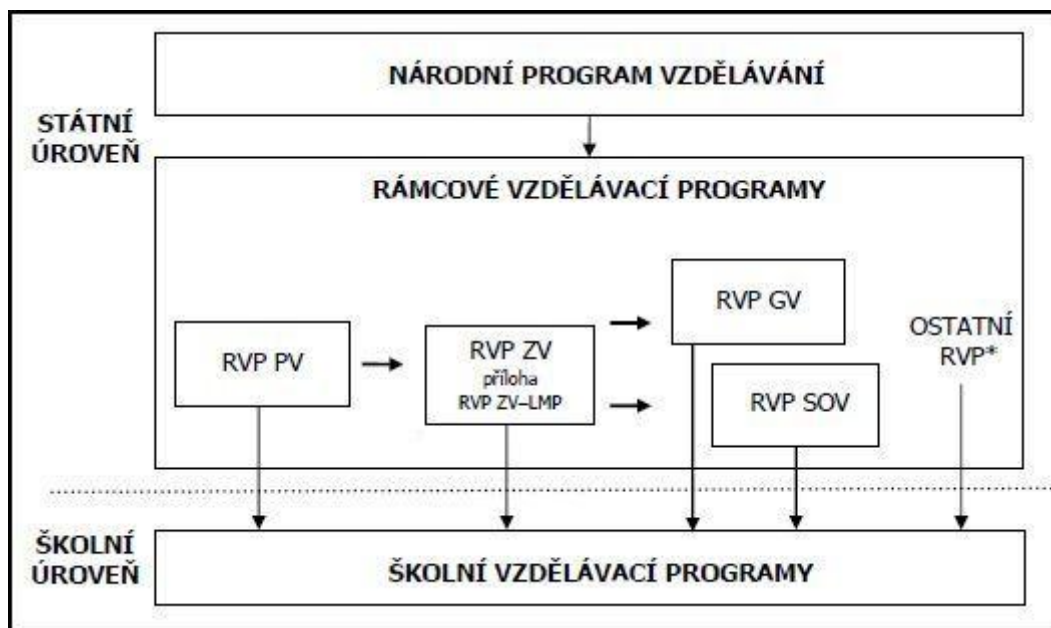 NÁRODNÍ PROGRAM VZDĚLÁVÁNÍ
STÁTNÍ
ÚROVEŇ
RÁMCOVÉ VZDĚLÁVACÍ PROGRAMY
RVP PV
RVP ZV
příloha
RVP ZV–LMP
RVP GV
RVP SOV
OSTATNÍ
RVP*
ŠKOLNÍ
ÚROVEŇ
ŠKOLNÍ VZDĚLÁVACÍ PROGRAMY